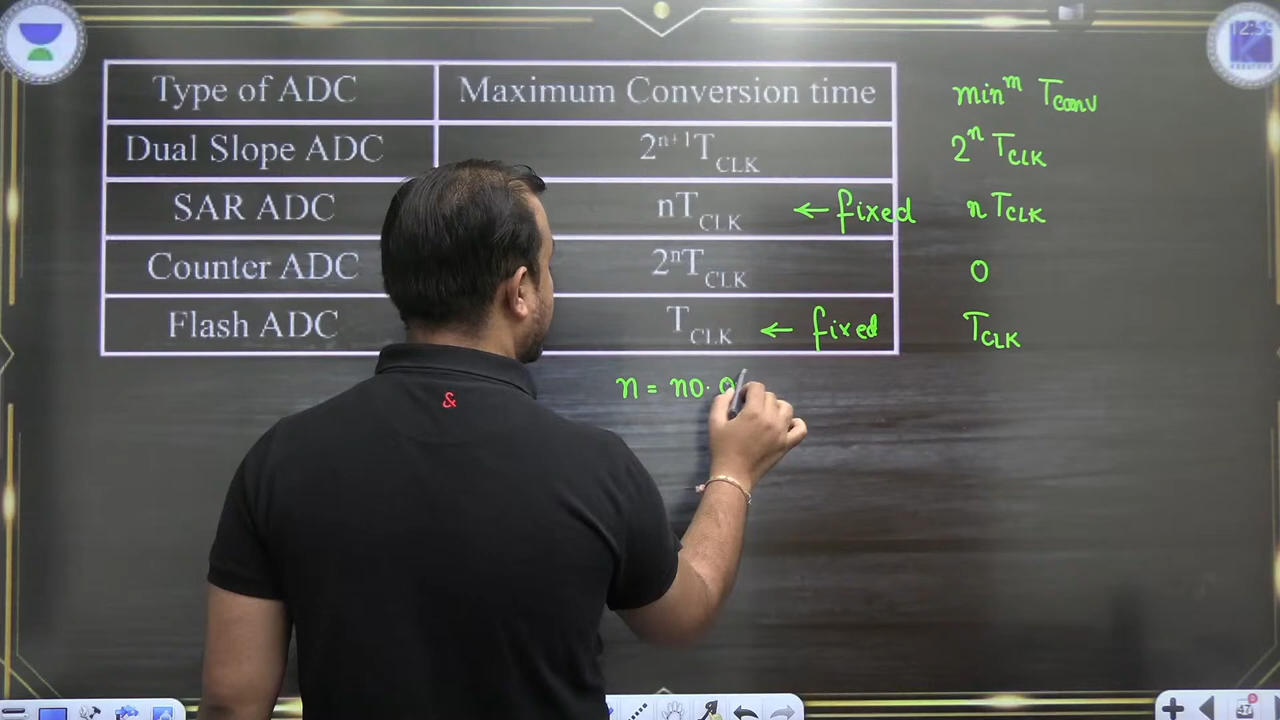 Type of ADC Maximum Conversion time minᵐ Tconv
Dual Slope ADC 2ⁿ⁺¹T_CLK 2ⁿ T_CLK
SAR ADC nT_CLK ← fixed n T_CLK
Counter ADC 2ⁿT_CLK 0
Flash ADC T_CLK ← fixed T_CLK
n = no. o
&